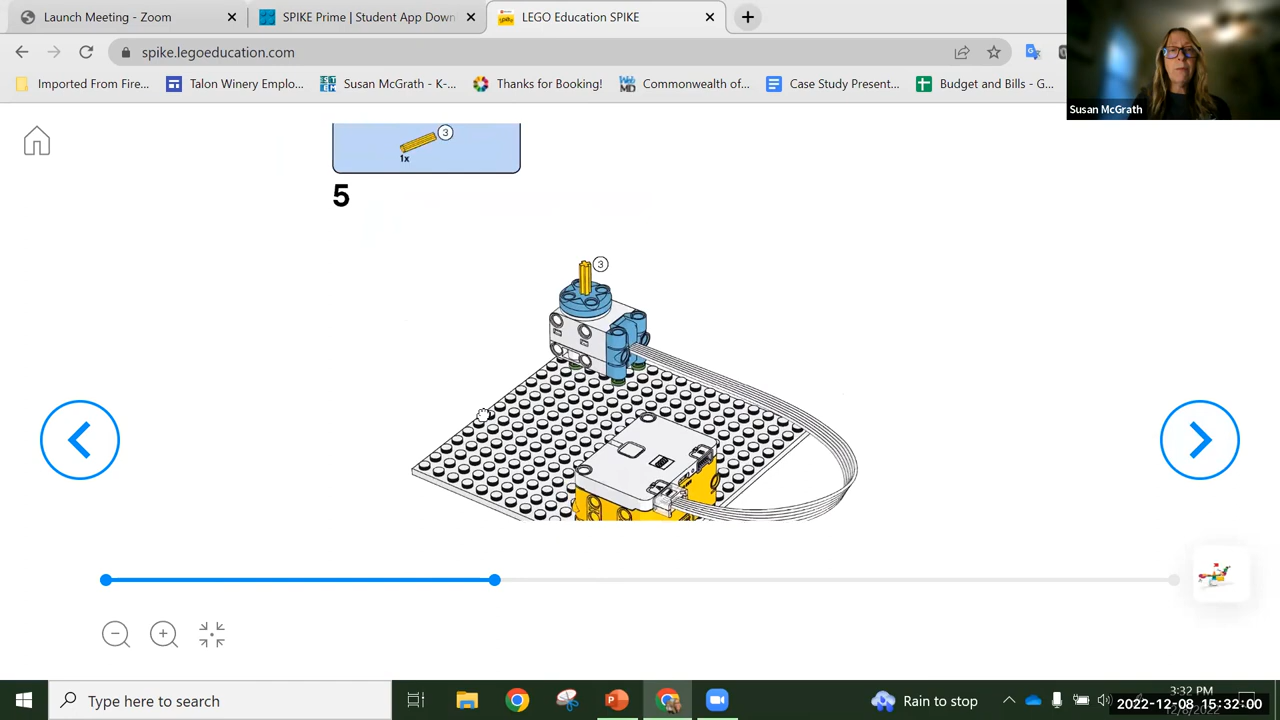 Launch Meeting - Zoom
SPIKE Prime | Student App Down
LEGO Education SPIKE
spike.legoeducation.com
Imported From Fire...
Talon Winery Emplo...
Susan McGrath - K-...
Thanks for Booking!
Commonwealth of...
Case Study Present...
Budget and Bills - G...
Susan McGrath
3
1x
5
3
Type here to search
Rain to stop
3:32 PM
2022-12-08 15:32:00